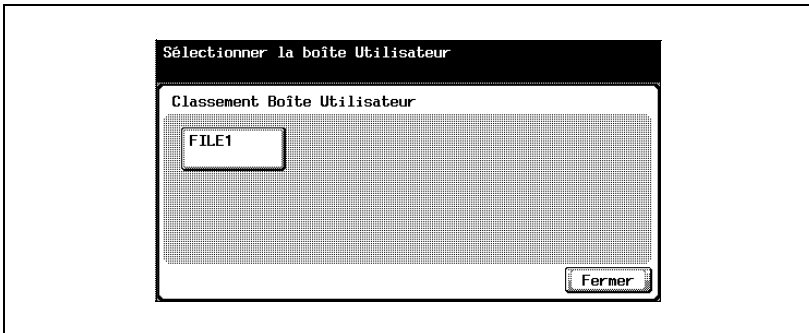 Sélectionner la boîte Utilisateur
Classement Boîte Utilisateur
FILE1
Fermer